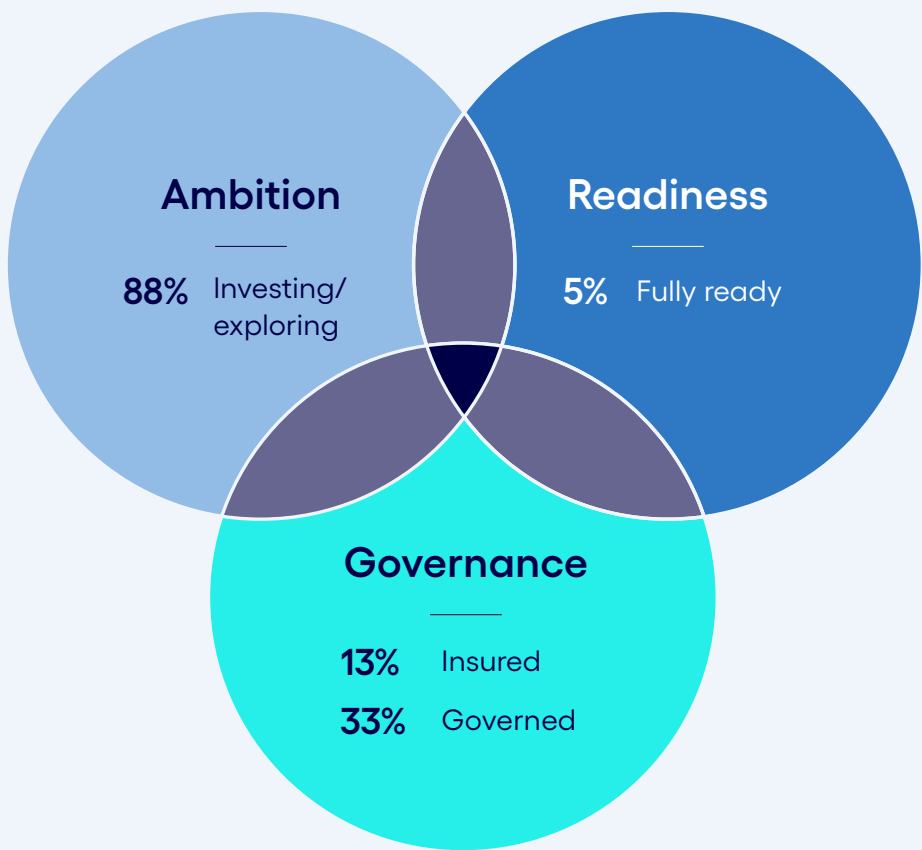 Ambition
88% Investing/
exploring
Readiness
5% Fully ready
Governance
13% Insured
33% Governed